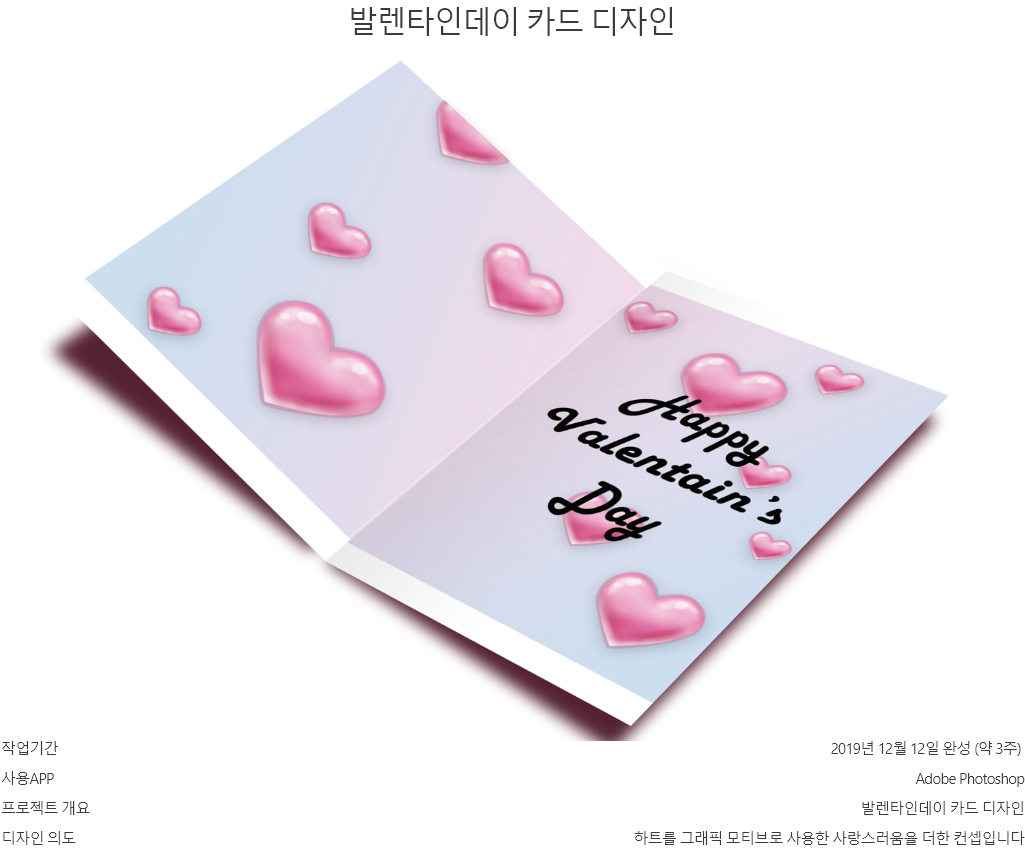 발렌타인데이 카드 디자인
Happy
Valentain's
Day
작업기간 2019년 12월 12일 완성 (약 3주)
사용APP Adobe Photoshop
프로젝트 개요 발렌타인데이 카드 디자인
디자인 의도 하트를 그래픽 모티브로 사용한 사랑스러움을 더한 컨셉입니다